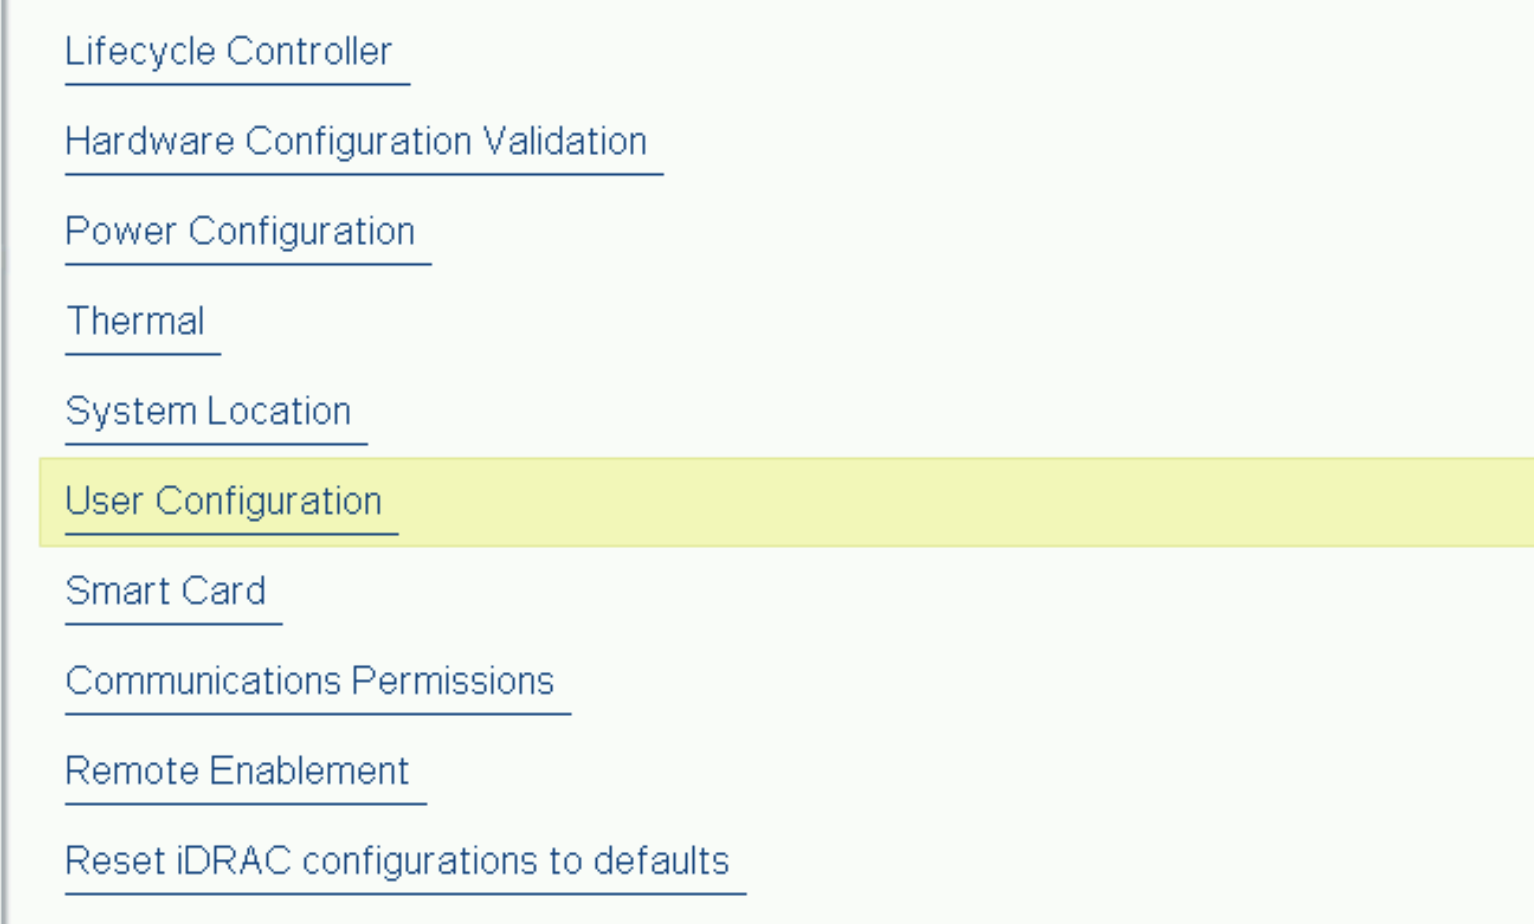 Lifecycle Controller
Hardware Configuration Validation
Power Configuration
Thermal
System Location
User Configuration
Smart Card
Communications Permissions
Remote Enablement
Reset iDRAC configurations to defaults